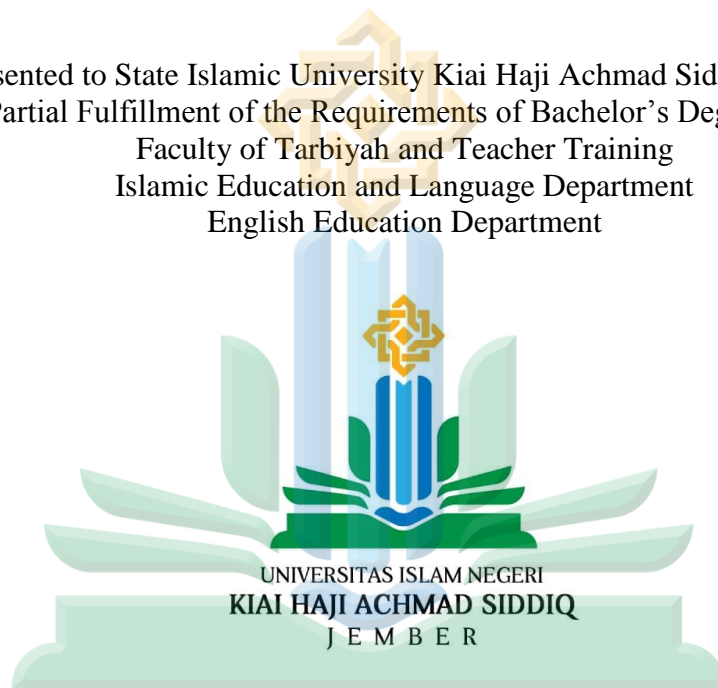 sented to State Islamic University Kiai Haji Achmad Sid
Partial Fulfillment of the Requirements of Bachelor’s Deg
Faculty of Tarbiyah and Teacher Training
Islamic Education and Language Department
English Education Department
UNIVERSITAS ISLAM NEGERI
KIAI HAJI ACHMAD SIDDIQ
JEMBER